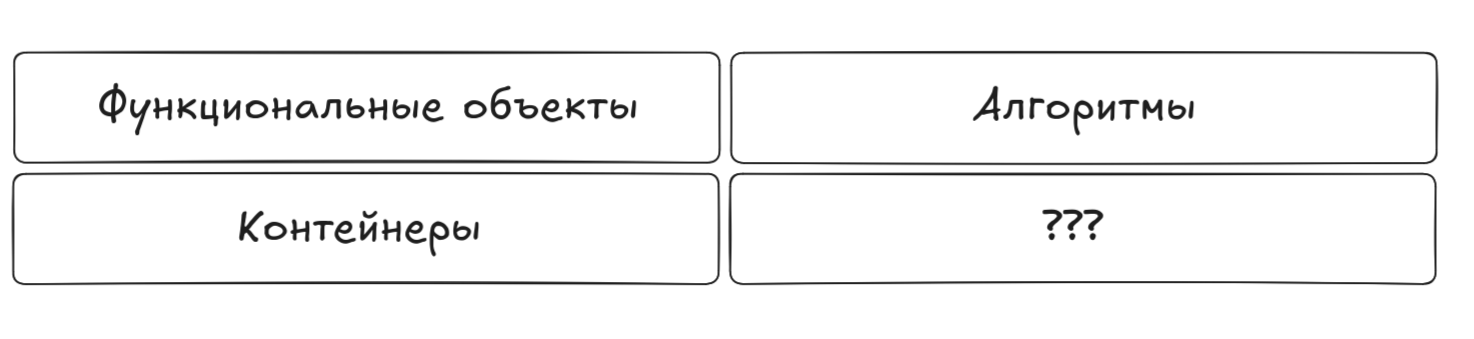 Функциональные объекты
Алгоритмы
Контейнеры
???